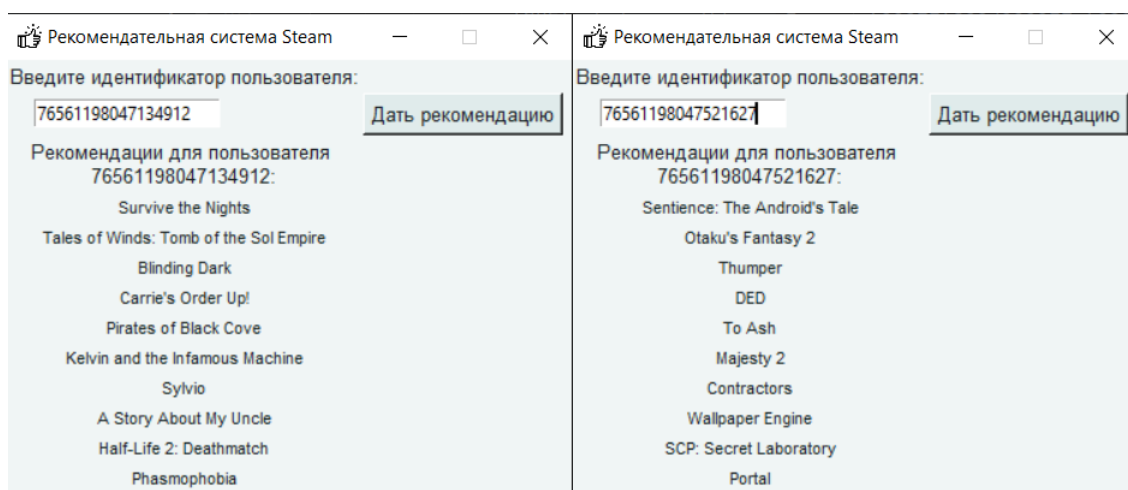 Рекомендательная система Steam
Введите идентификатор пользователя:
76561198047134912
Дать рекомендацию
Рекомендации для пользователя
76561198047134912:
Survive the Nights
Tales of Winds: Tomb of the Sol Empire
Blinding Dark
Carrie's Order Up!
Pirates of Black Cove
Kelvin and the Infamous Machine
Sylvio
A Story About My Uncle
Half-Life 2: Deathmatch
Phasmophobia
Рекомендательная система Steam
Введите идентификатор пользователя:
76561198047521627
Дать рекомендацию
Рекомендации для пользователя
76561198047521627:
Sentience: The Android's Tale
Otaku's Fantasy 2
Thumper
DED
To Ash
Majesty 2
Contractors
Wallpaper Engine
SCP: Secret Laboratory
Portal